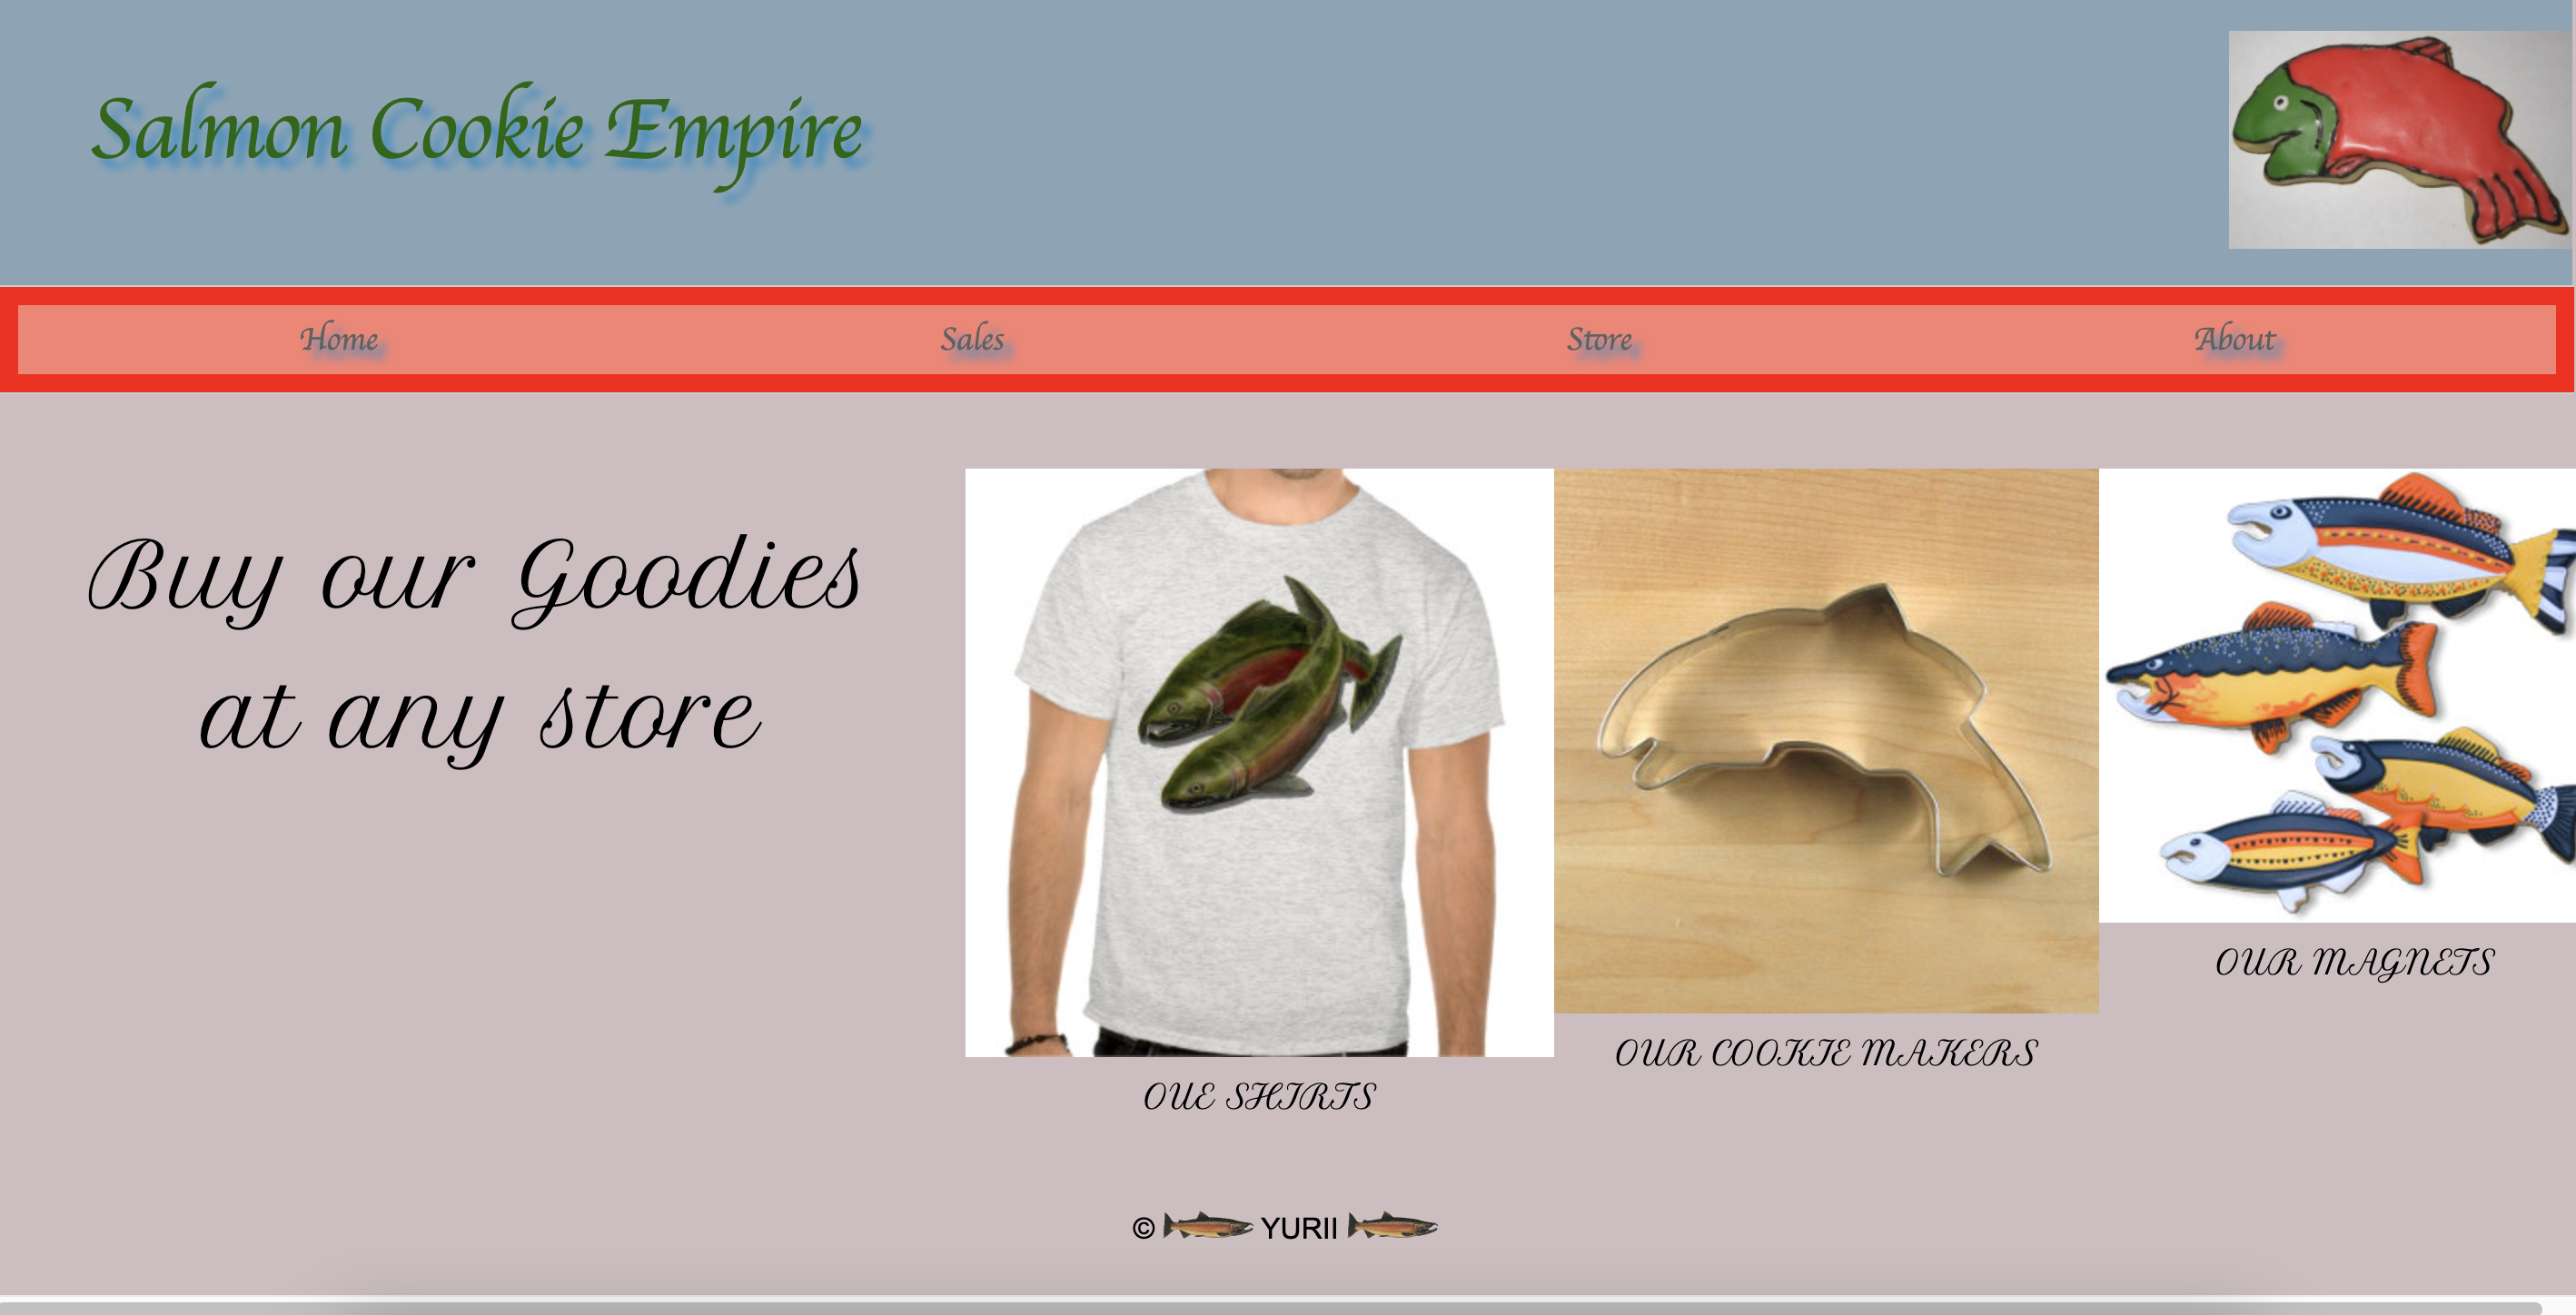 Salmon Cookie Empire
Home Sales Store About
Buy our Goodies
at any store
OUE SHIRTS
OUR COOKIE MAKERS
OUR MAGNETS
© YURII